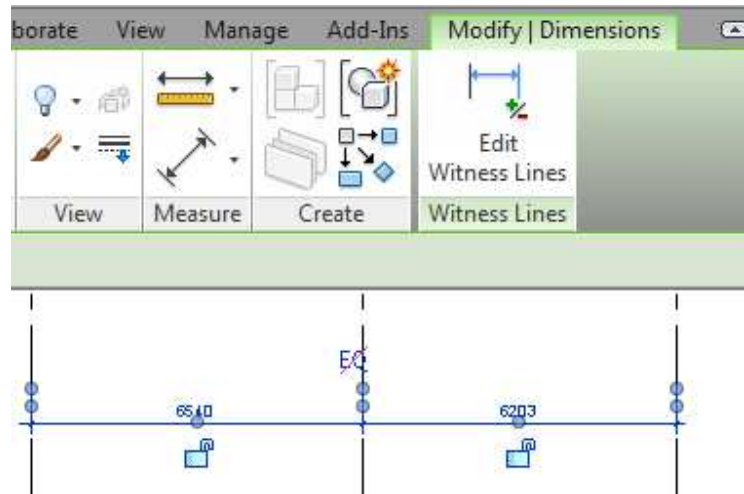 borate View Manage Add-Ins Modify | Dimensions
Edit
Witness Lines
View Measure Create Witness Lines
EQ
6510 6203